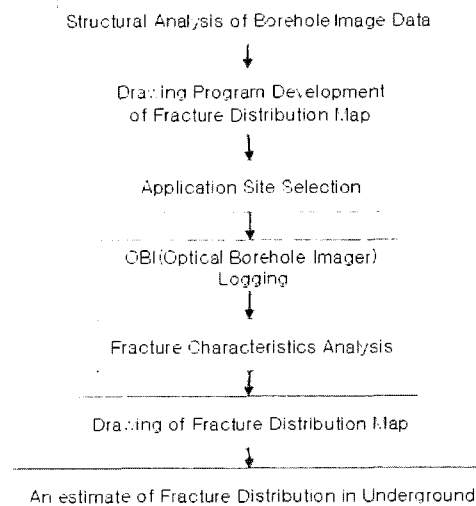 Structural Analysis of Borehole Image Data
Drawing Program Development
of Fracture Distribution Map
Application Site Selection
OBI(Optical Borehole Imager)
Logging
Fracture Characteristics Analysis
Drawing of Fracture Distribution Map
An estimate of Fracture Distribution in Underground